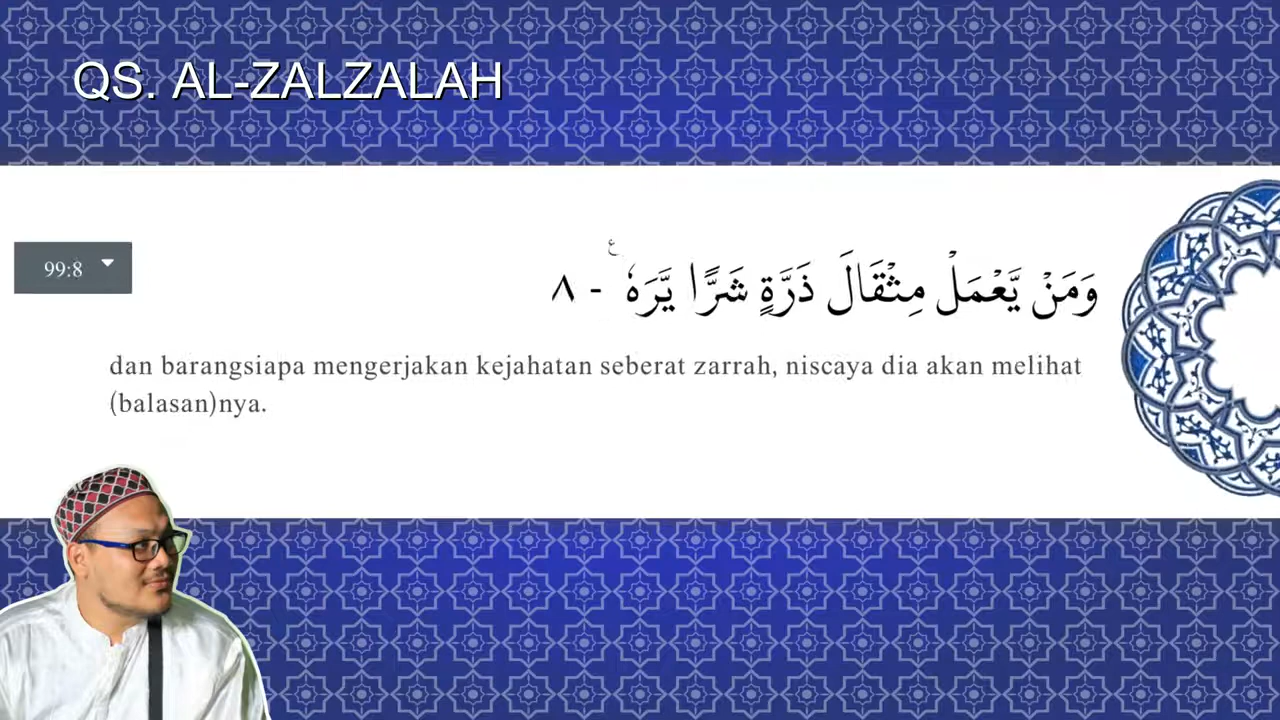 QS. AL-ZALZALAH
99:8
وَمَنْ يَّعْمَلْ مِثْقَالَ ذَرَّةٍ شَرًّا يَّرَهٗ ࣖ - ٨
dan barangsiapa mengerjakan kejahatan seberat zarrah, niscaya dia akan melihat
(balasan)nya.